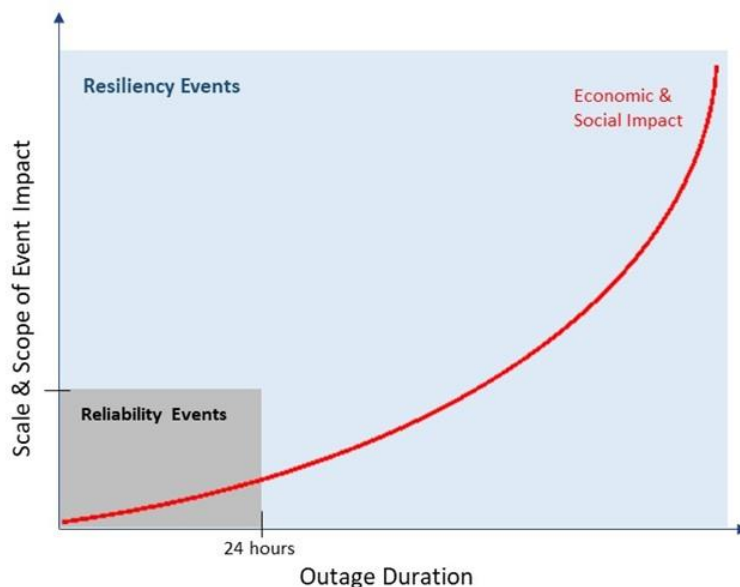 Resiliency Events
Economic &
Social Impact
Scale & Scope of Event Impact
Reliability Events
24 hours
Outage Duration